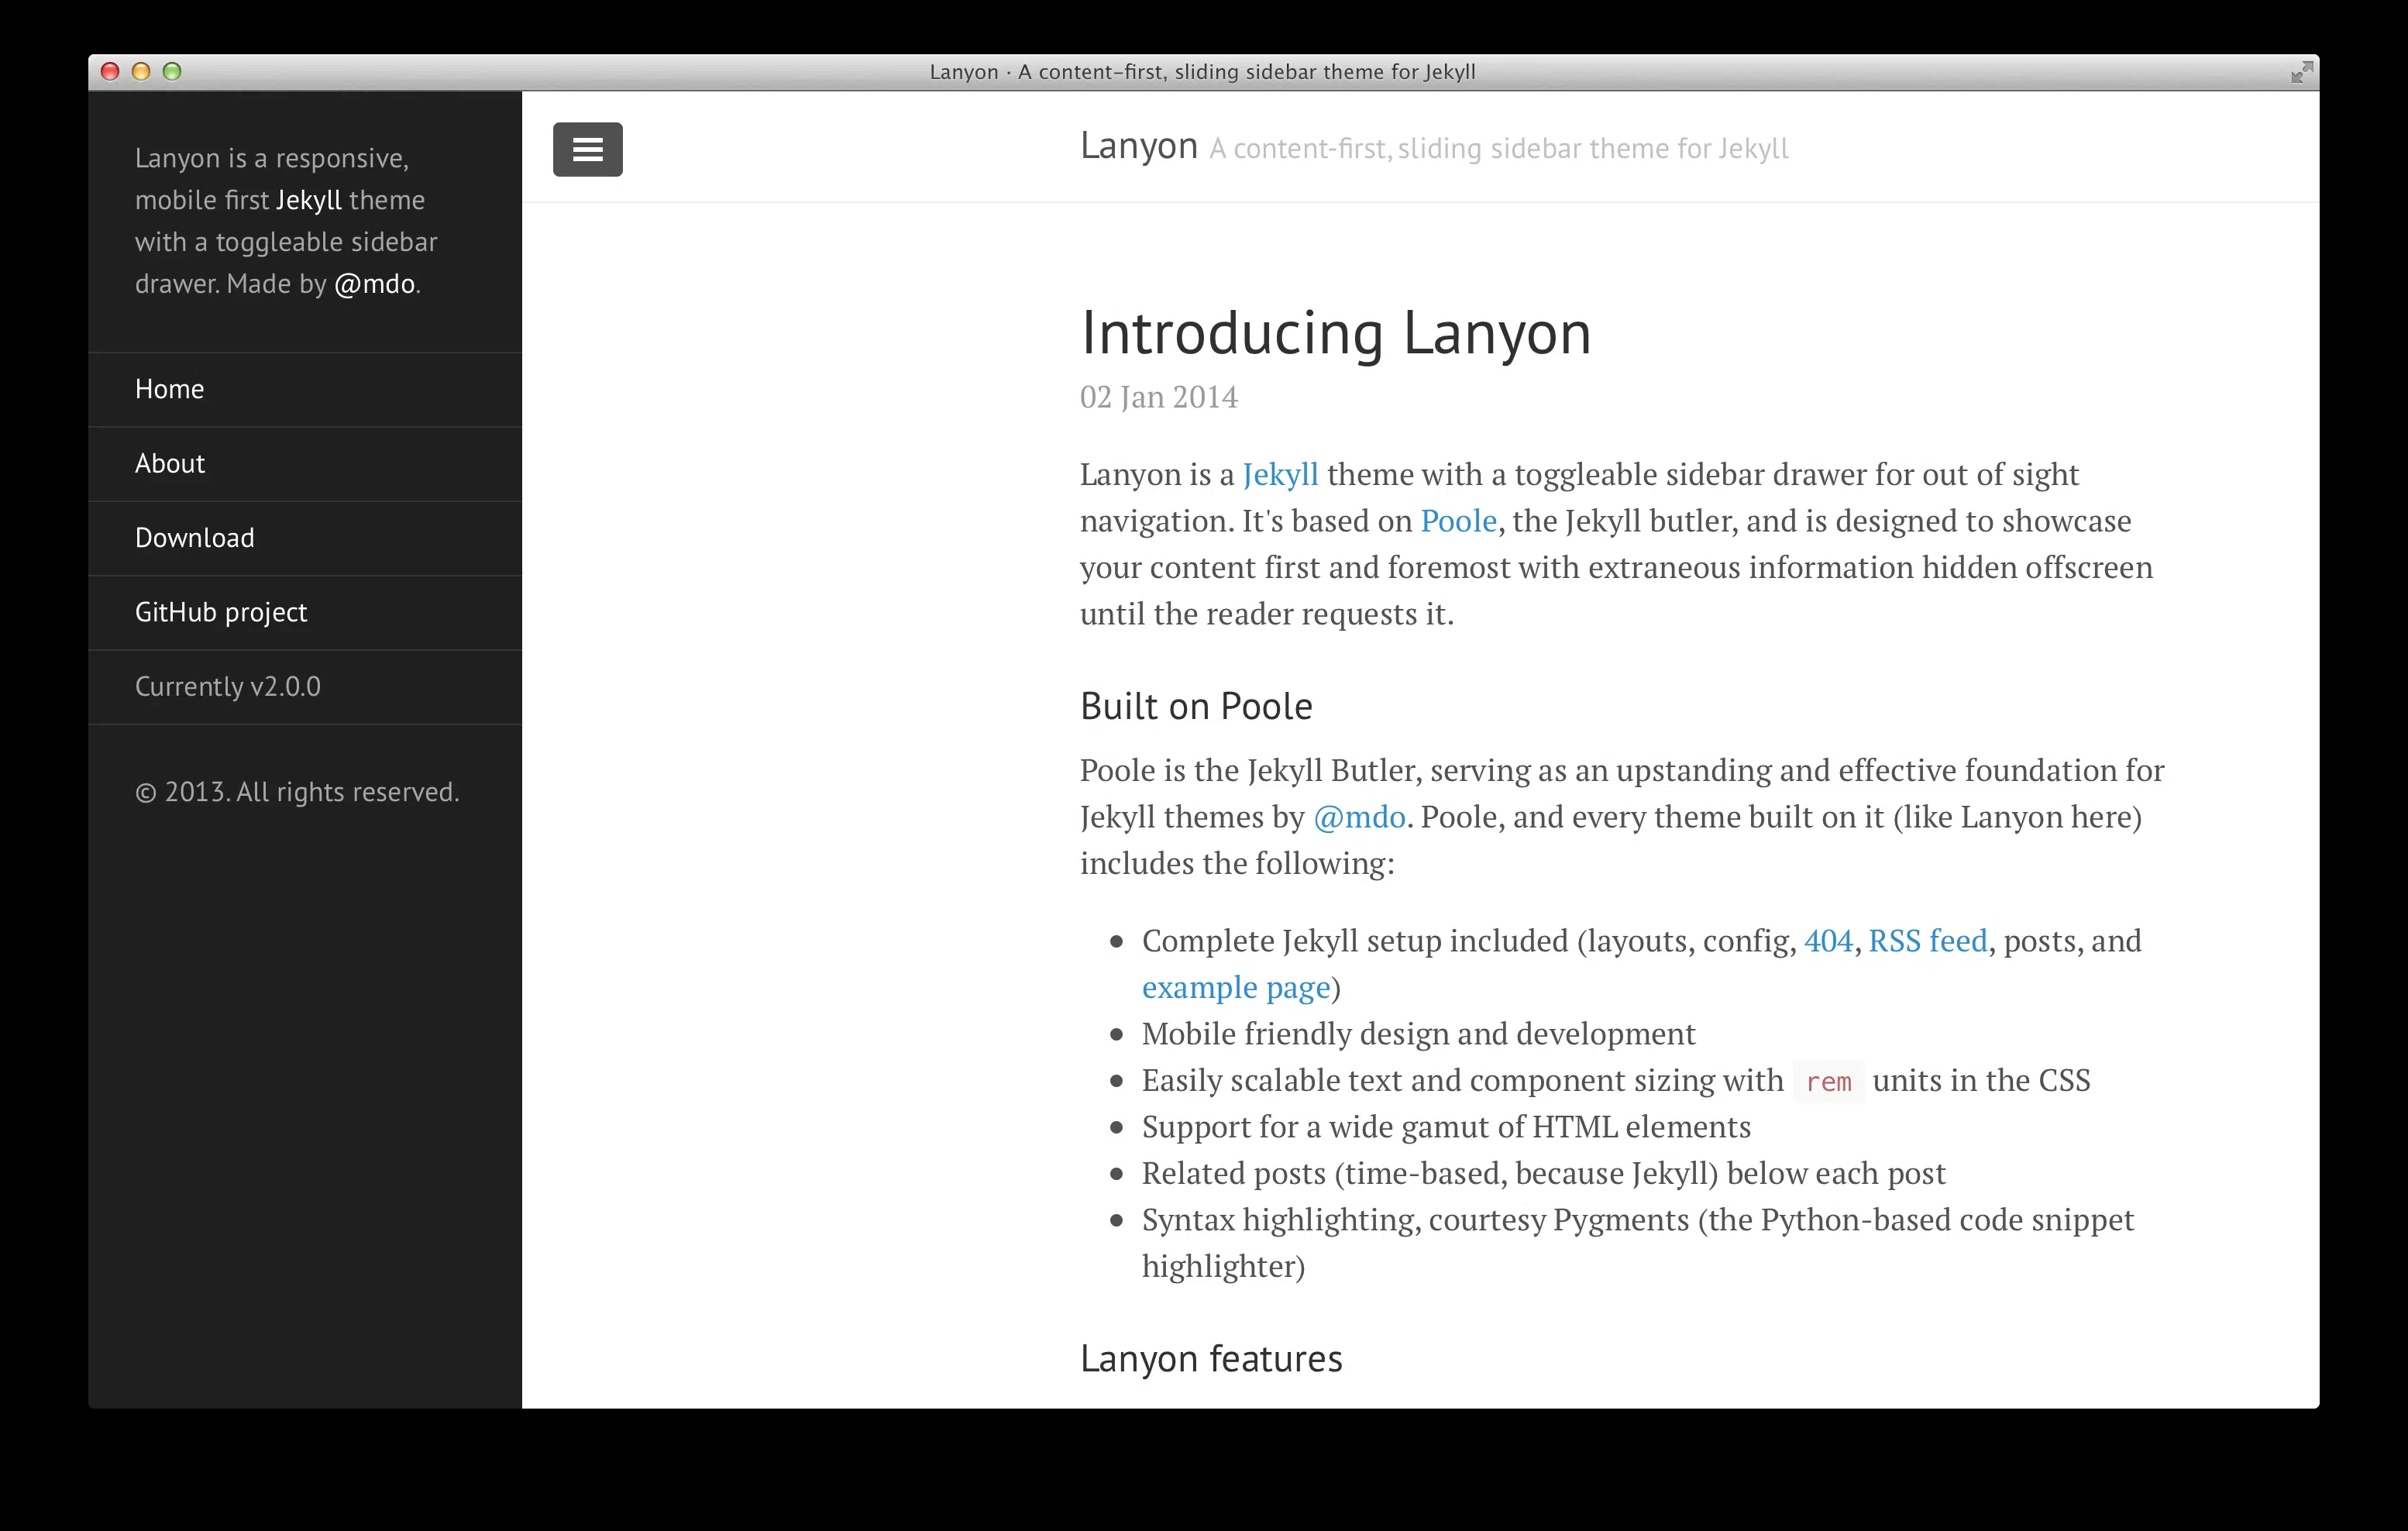 Lanyon · A content-first, sliding sidebar theme for Jekyll
Lanyon is a responsive,
mobile first Jekyll theme
with a toggleable sidebar
drawer. Made by @mdo.
Home
About
Download
GitHub project
Currently v2.0.0
© 2013. All rights reserved.
Lanyon A content-first, sliding sidebar theme for Jekyll
Introducing Lanyon
02 Jan 2014
Lanyon is a Jekyll theme with a toggleable sidebar drawer for out of sight
navigation. It's based on Poole, the Jekyll butler, and is designed to showcase
your content first and foremost with extraneous information hidden offscreen
until the reader requests it.
Built on Poole
Poole is the Jekyll Butler, serving as an upstanding and effective foundation for
Jekyll themes by @mdo. Poole, and every theme built on it (like Lanyon here)
includes the following:
• Complete Jekyll setup included (layouts, config, 404, RSS feed, posts, and
example page)
• Mobile friendly design and development
• Easily scalable text and component sizing with rem units in the CSS
• Support for a wide gamut of HTML elements
• Related posts (time-based, because Jekyll) below each post
• Syntax highlighting, courtesy Pygments (the Python-based code snippet
highlighter)
Lanyon features